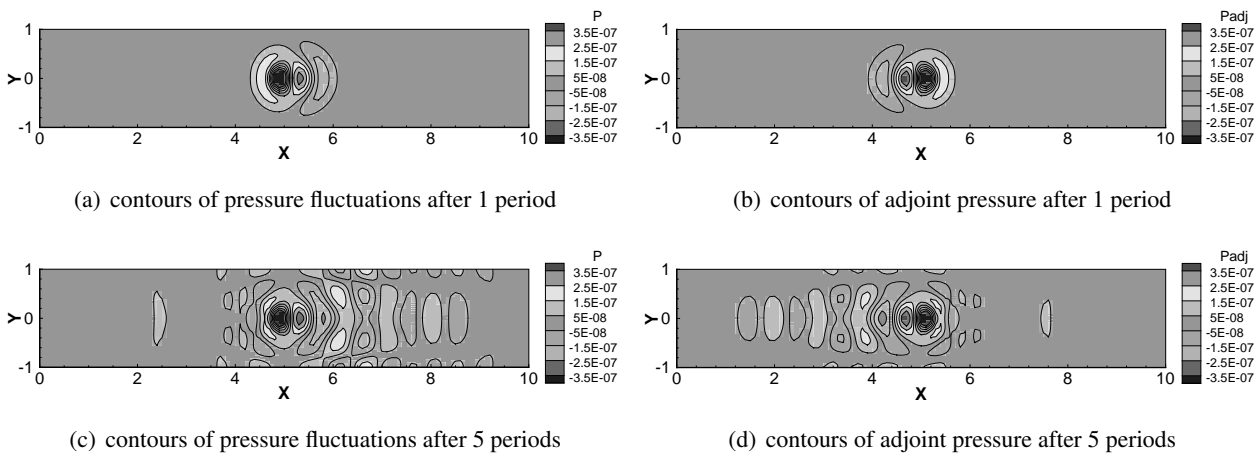 P
3.5E-07
2.5E-07
1.5E-07
5E-08
-5E-08
-1.5E-07
-2.5E-07
-3.5E-07
Y
1
0
-1
0 2 4 6 8 10
X
(a) contours of pressure fluctuations after 1 period
Padj
3.5E-07
2.5E-07
1.5E-07
5E-08
-5E-08
-1.5E-07
-2.5E-07
-3.5E-07
Y
1
0
-1
0 2 4 6 8 10
X
(b) contours of adjoint pressure after 1 period
P
3.5E-07
2.5E-07
1.5E-07
5E-08
-5E-08
-1.5E-07
-2.5E-07
-3.5E-07
Y
1
0
-1
0 2 4 6 8 10
X
(c) contours of pressure fluctuations after 5 periods
Padj
3.5E-07
2.5E-07
1.5E-07
5E-08
-5E-08
-1.5E-07
-2.5E-07
-3.5E-07
Y
1
0
-1
0 2 4 6 8 10
X
(d) contours of adjoint pressure after 5 periods